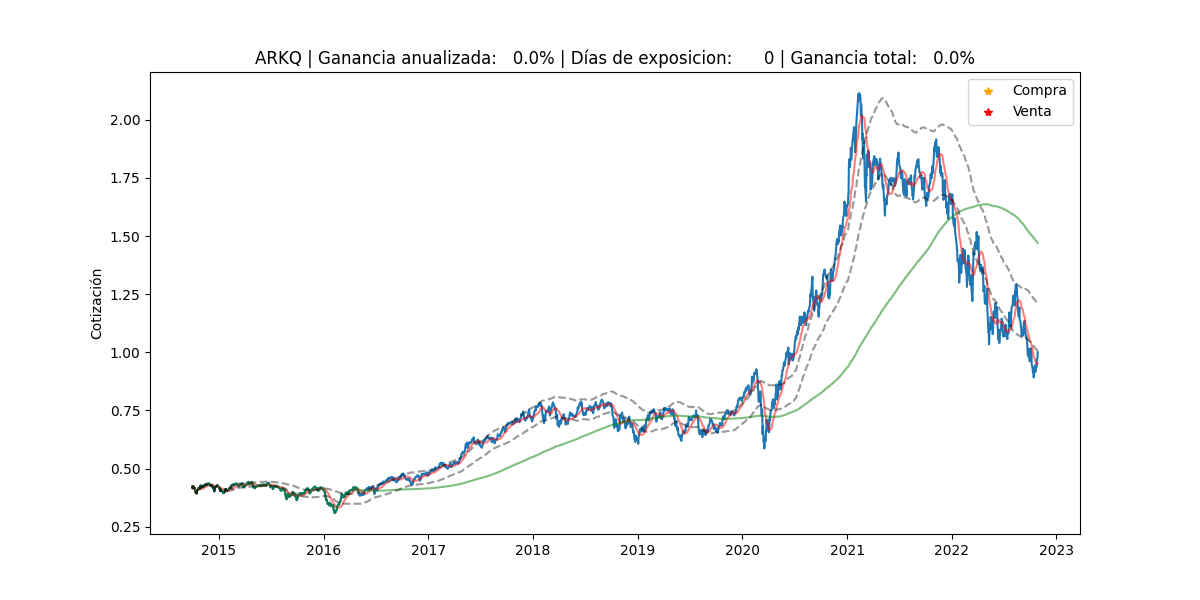 ARKQ | Ganancia anualizada:   0.0% | Días de exposicion:      0 | Ganancia total:   0.0%
Compra
Venta
Cotización
2.00
1.75
1.50
1.25
1.00
0.75
0.50
0.25
2015 2016 2017 2018 2019 2020 2021 2022 2023